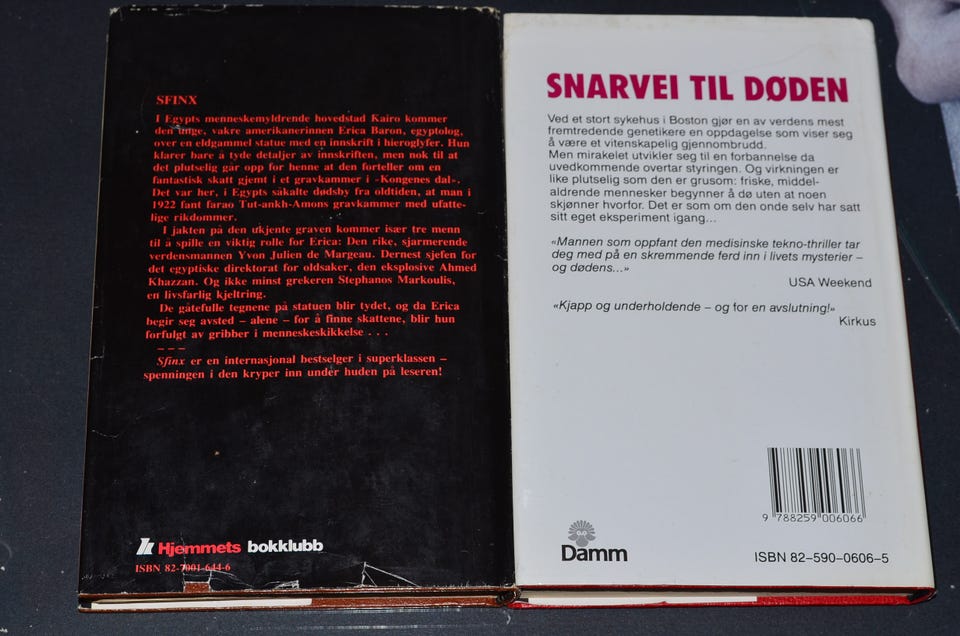 SFINX
I Egypts menneskemyldrende hovedstad Kairo kommer
den unge, vakre amerikanerinnen Erica Baron, egyptolog,
over en eldgammel statue med en innskrift i hieroglyfer. Hun
klarer bare å tyde detaljer av innskriften, men nok til at
det plutselig går opp for henne at den forteller om en
fantastisk skatt gjemt i et gravkammer i «Kongenes dal».
Det var her, i Egypts såkalte dødsby fra oldtiden, at man i
1922 fant farao Tut-ankh-Amons gravkammer med ufatte-
lige rikdommer.
I jakten på den ukjente graven kommer især tre menn
til å spille en viktig rolle for Erica: Den rike, sjarmerende
verdensmannen Yvon Julien de Margeau. Dernest sjefen for
det egyptiske direktorat for oldsaker, den eksplosive Ahmed
Khazzan. Og ikke minst grekeren Stephanos Markoulis,
en livsfarlig kjeltring.
De gåtefulle tegnene på statuen blir tydet, og da Erica
begir seg avsted – alene – for å finne skattene, blir hun
forfulgt av gribber i menneskeskikkelse . . .
– – –
Sfinx er en internasjonal bestselger i superklassen –
spenningen i den kryper inn under huden på leseren!
Hjemmets bokklubb
ISBN 82-7001-644-6
SNARVEI TIL DØDEN
Ved et stort sykehus i Boston gjør en av verdens mest
fremtredende genetikere en oppdagelse som viser seg
å være et vitenskapelig gjennombrudd.
Men mirakelet utvikler seg til en forbannelse da
uvedkommende overtar styringen. Og virkningen er
like plutselig som den er grusom: friske, middel-
aldrende mennesker begynner å dø uten at noen
skjønner hvorfor. Det er som om den onde selv har satt
sitt eget eksperiment igang...
«Mannen som oppfant den medisinske tekno-thriller tar
deg med på en skremmende ferd inn i livets mysterier –
og dødens...»
USA Weekend
«Kjapp og underholdende – og for en avslutning!»
Kirkus
9 788259 006066
Damm
ISBN 82-590-0606-5